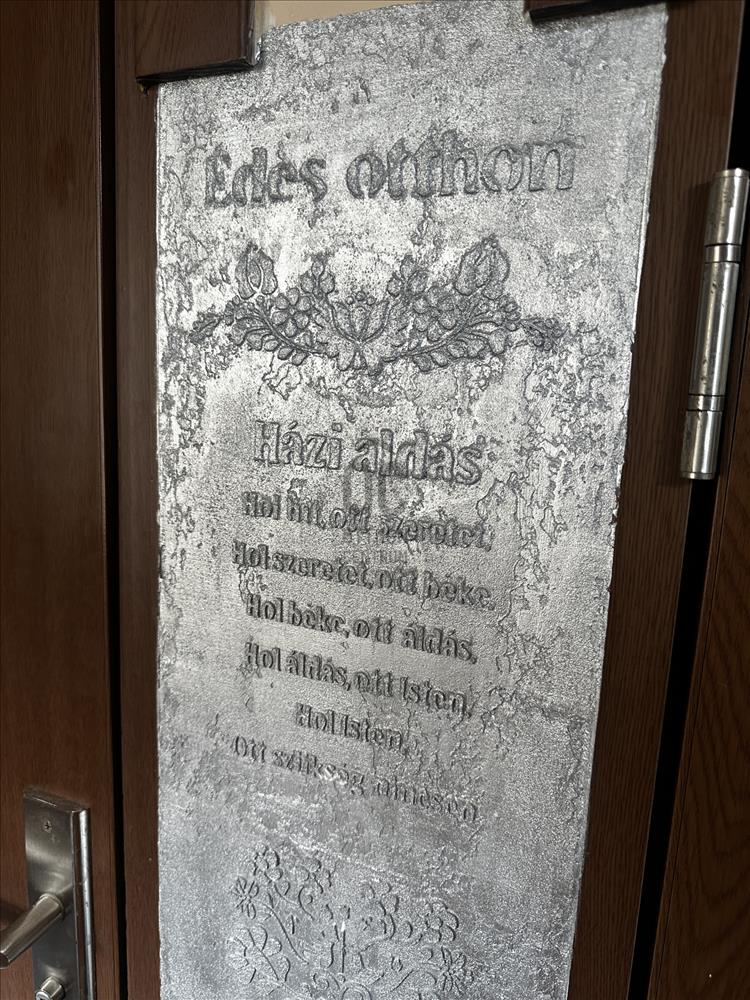 Édes otthon
Házi áldás
Hol hit, ott szeretet,
Hol szeretet, ott béke,
Hol béke, ott áldás,
Hol áldás, ott Isten,
Hol Isten,
Ott szükség nincsen